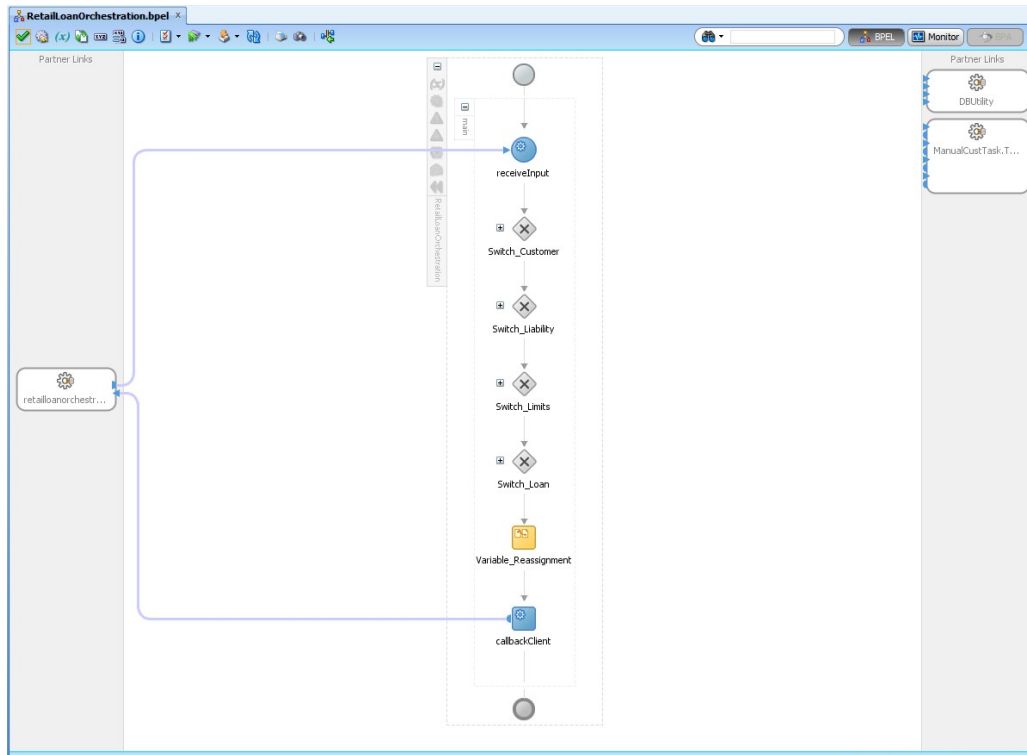 RetailLoanOrchestration.bpel
BPEL
Monitor
BPA
Partner Links
Partner Links
DBUtility
main
ManualCustTask.T...
receiveInput
RetailLoanOrchestration
Switch_Customer
Switch_Liability
retailloanorchestr...
Switch_Limits
Switch_Loan
Variable_Reassignment
callbackClient